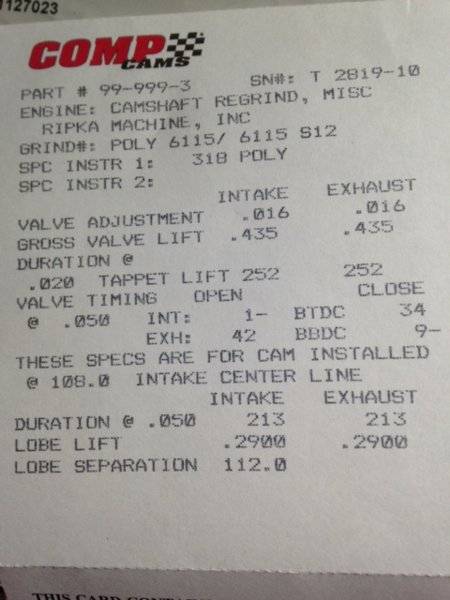 1127023
COMP
CAMS
PART # 99-999-3 SN#: T 2819-10
ENGINE: CAMSHAFT REGRIND, MISC
RIPKA MACHINE, INC
GRIND#: POLY 6115/ 6115 S12
SPC INSTR 1: 318 POLY
SPC INSTR 2:
INTAKE EXHAUST
VALVE ADJUSTMENT .016 .016
GROSS VALVE LIFT .435 .435
DURATION @
.020 TAPPET LIFT 252 252
VALVE TIMING OPEN CLOSE
@ .050 INT: 1- BTDC 34
EXH: 42 BBDC 9-
THESE SPECS ARE FOR CAM INSTALLED
@ 108.0 INTAKE CENTER LINE
INTAKE EXHAUST
DURATION @ .050 213 213
LOBE LIFT .2900 .2900
LOBE SEPARATION 112.0
THIS CARD